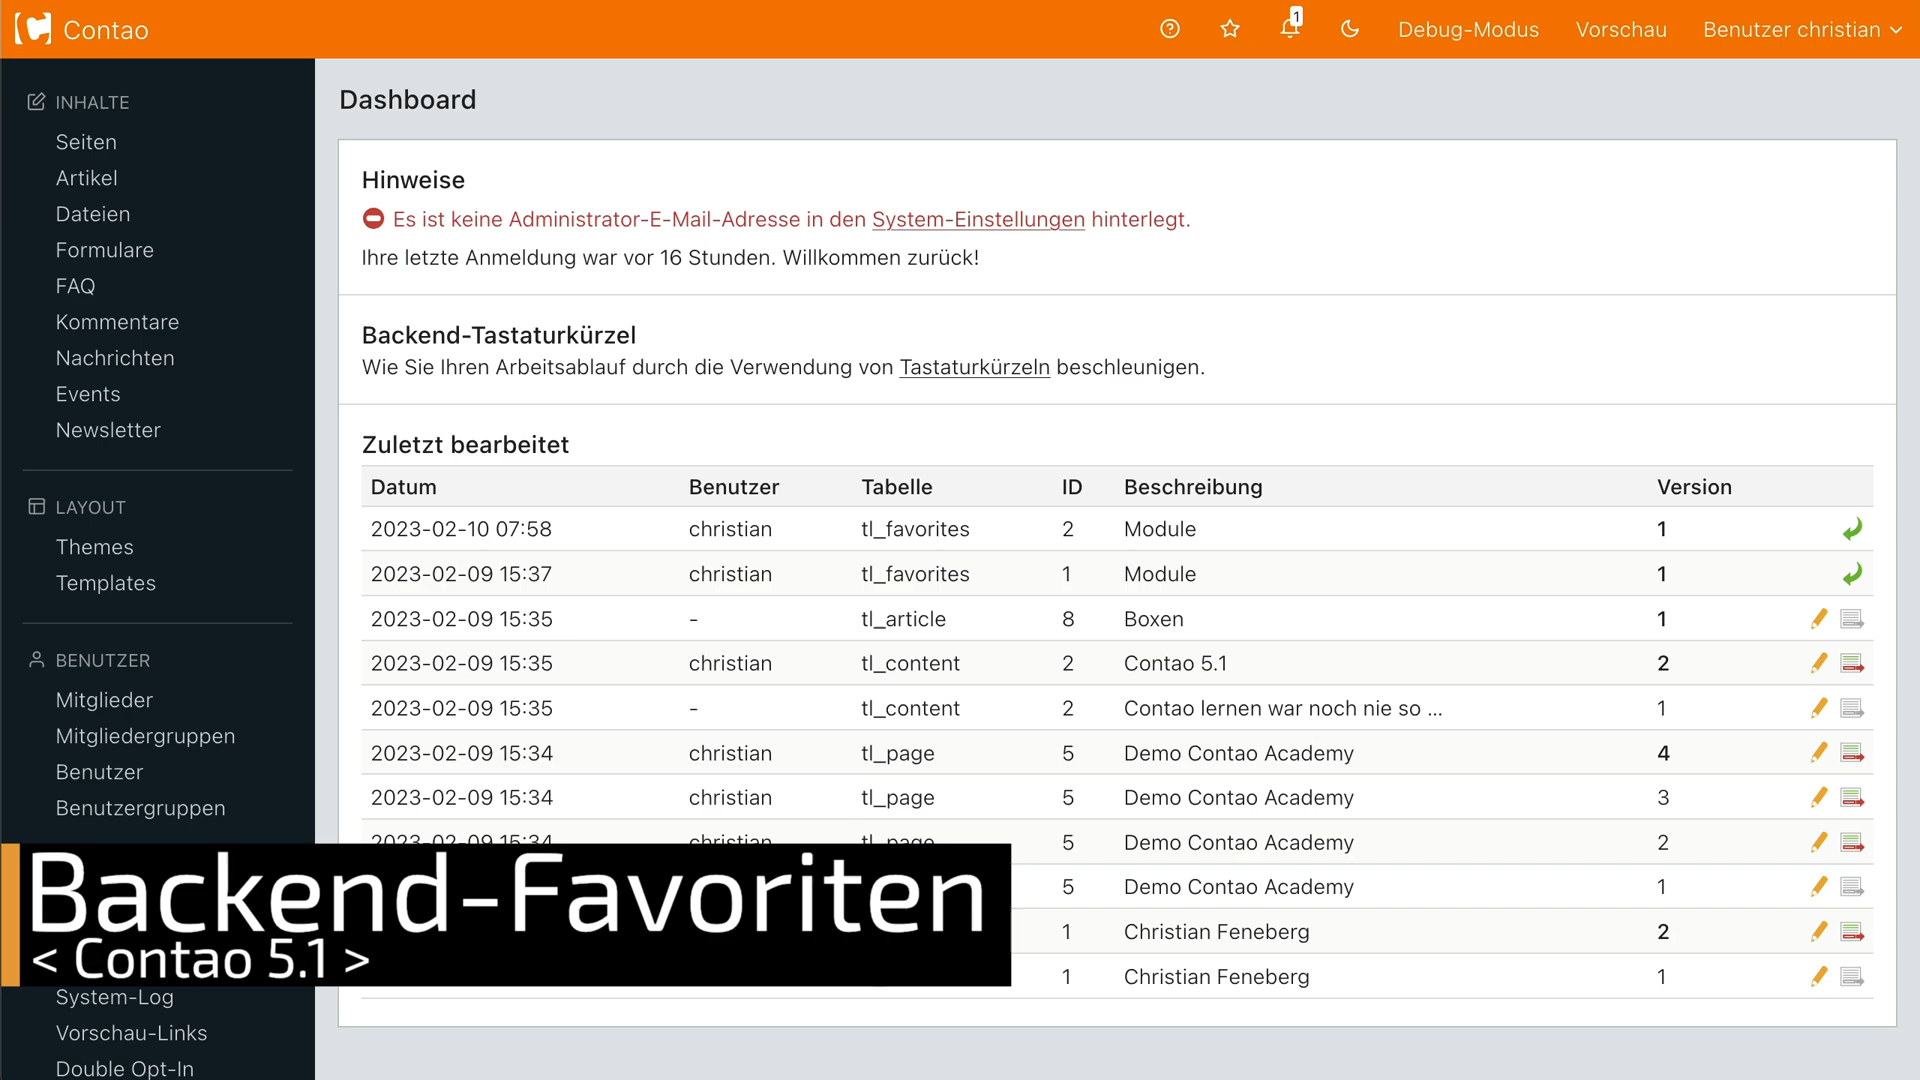 Contao
1
Debug-Modus Vorschau Benutzer christian
INHALTE
Seiten
Artikel
Dateien
Formulare
FAQ
Kommentare
Nachrichten
Events
Newsletter
LAYOUT
Themes
Templates
BENUTZER
Mitglieder
Mitgliedergruppen
Benutzer
Benutzergruppen
System-Log
Vorschau-Links
Double Opt-In
Dashboard
Hinweise
Es ist keine Administrator-E-Mail-Adresse in den System-Einstellungen hinterlegt.
Ihre letzte Anmeldung war vor 16 Stunden. Willkommen zurück!
Backend-Tastaturkürzel
Wie Sie Ihren Arbeitsablauf durch die Verwendung von Tastaturkürzeln beschleunigen.
Zuletzt bearbeitet
Datum Benutzer Tabelle ID Beschreibung Version
2023-02-10 07:58 christian tl_favorites 2 Module 1
2023-02-09 15:37 christian tl_favorites 1 Module 1
2023-02-09 15:35 - tl_article 8 Boxen 1
2023-02-09 15:35 christian tl_content 2 Contao 5.1 2
2023-02-09 15:35 - tl_content 2 Contao lernen war noch nie so ... 1
2023-02-09 15:34 christian tl_page 5 Demo Contao Academy 4
2023-02-09 15:34 christian tl_page 5 Demo Contao Academy 3
2023-02-09 15:34 christian tl_page 5 Demo Contao Academy 2
5 Demo Contao Academy 1
1 Christian Feneberg 2
1 Christian Feneberg 1
Backend-Favoriten
< Contao 5.1 >